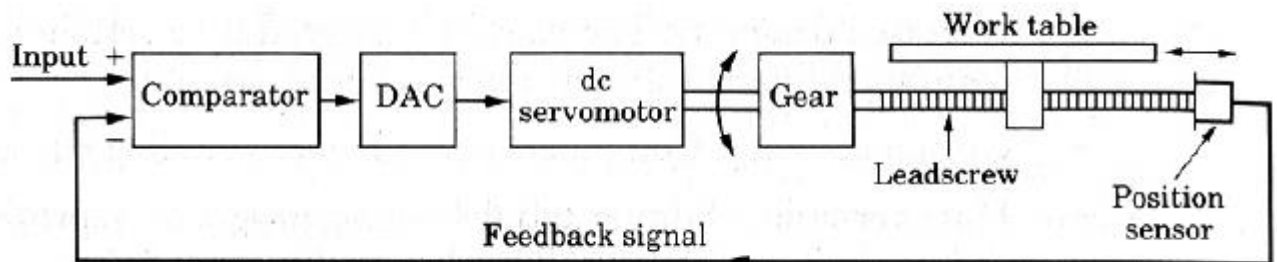 Work table
Input +
Comparator
DAC
dc
servomotor
Gear
−
Leadscrew
Position
sensor
Feedback signal